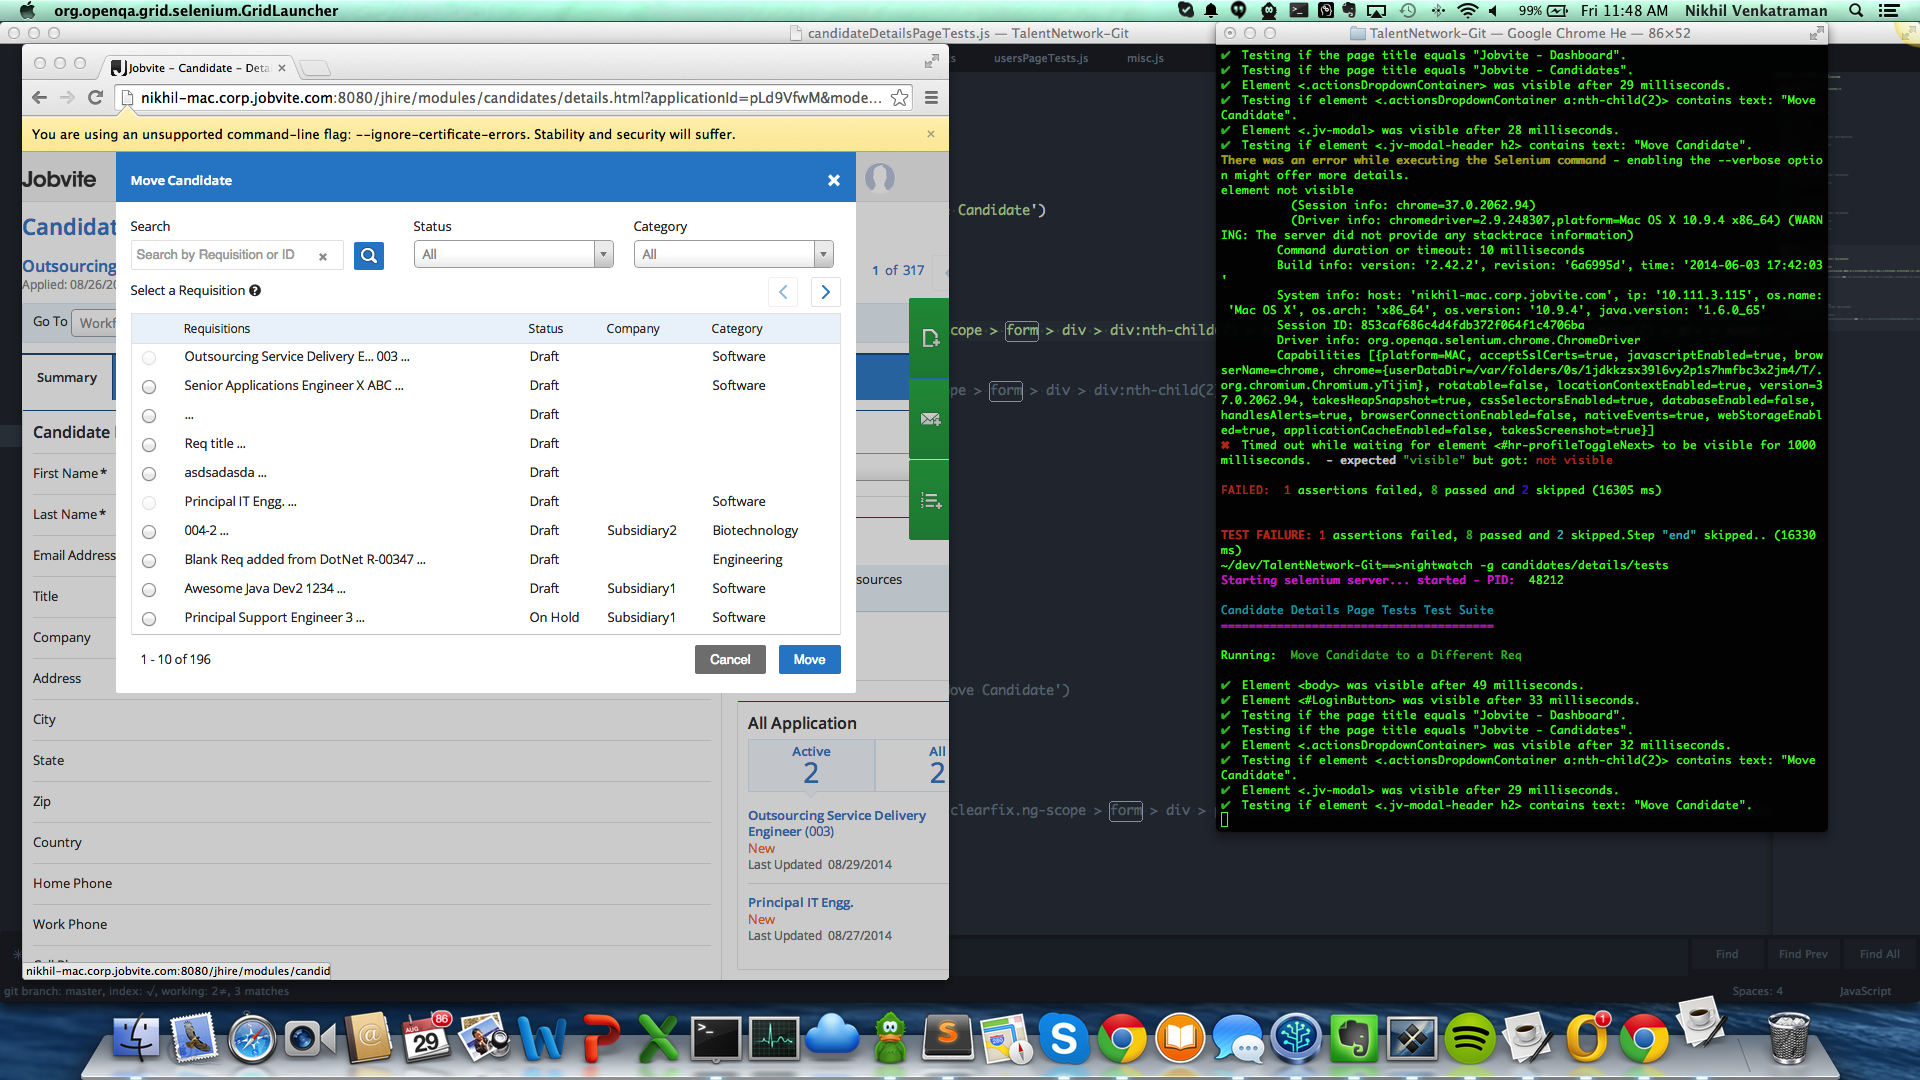 org.openqa.grid.selenium.GridLauncher
99%
Fri 11:48 AM
Nikhil Venkatraman
candidateDetailsPageTests.js — TalentNetwork-Git
usersPageTests.js
misc.js
Jobvite – Candidate – Deta
nikhil-mac.corp.jobvite.com:8080/jhire/modules/candidates/details.html?applicationId=pLd9VfwM&mode...
You are using an unsupported command-line flag: --ignore-certificate-errors. Stability and security will suffer.
Jobvite
Move Candidate
Candidat
Search
Status
Category
Search by Requisition or ID
All
All
Outsourcing
Applied: 08/26/20
1 of 317
Select a Requisition
Go To
Workf
Requisitions
Status
Company
Category
Outsourcing Service Delivery E... 003 ...
Draft
Software
Senior Applications Engineer X ABC ...
Draft
Software
...
Draft
Req title ...
Draft
asdsadasda ...
Draft
Principal IT Engg. ...
Draft
Software
004-2 ...
Draft
Subsidiary2
Biotechnology
Blank Req added from DotNet R-00347 ...
Draft
Engineering
Awesome Java Dev2 1234 ...
Draft
Subsidiary1
Software
Principal Support Engineer 3 ...
On Hold
Subsidiary1
Software
1 - 10 of 196
Cancel
Move
Summary
Candidate
First Name*
Last Name*
Email Address
Title
Company
Address
City
State
Zip
Country
Home Phone
Work Phone
sources
All Application
Active
2
All
2
Outsourcing Service Delivery
Engineer (003)
New
Last Updated 08/29/2014
Principal IT Engg.
New
Last Updated 08/27/2014
nikhil-mac.corp.jobvite.com:8080/jhire/modules/candid
git branch: master, index: √, working: 2≠, 3 matches
Candidate')
cope > form > div > div:nth-child(
pe > form > div > div:nth-child(2)
ove Candidate')
clearfix.ng-scope > form > div >
Find
Find Prev
Find All
Spaces: 4
JavaScript
TalentNetwork-Git — Google Chrome He — 86×52
✔ Testing if the page title equals "Jobvite - Dashboard".
✔ Testing if the page title equals "Jobvite - Candidates".
✔ Element <.actionsDropdownContainer> was visible after 29 milliseconds.
✔ Testing if element <.actionsDropdownContainer a:nth-child(2)> contains text: "Move
Candidate".
✔ Element <.jv-modal> was visible after 28 milliseconds.
✔ Testing if element <.jv-modal-header h2> contains text: "Move Candidate".
There was an error while executing the Selenium command - enabling the --verbose optio
n might offer more details.
element not visible
(Session info: chrome=37.0.2062.94)
(Driver info: chromedriver=2.9.248307,platform=Mac OS X 10.9.4 x86_64) (WARN
ING: The server did not provide any stacktrace information)
Command duration or timeout: 10 milliseconds
Build info: version: '2.42.2', revision: '6a6995d', time: '2014-06-03 17:42:03
'
System info: host: 'nikhil-mac.corp.jobvite.com', ip: '10.111.3.115', os.name:
'Mac OS X', os.arch: 'x86_64', os.version: '10.9.4', java.version: '1.6.0_65'
Session ID: 853caf686c4d4fdb372f064f1c4706ba
Driver info: org.openqa.selenium.chrome.ChromeDriver
Capabilities [{platform=MAC, acceptSslCerts=true, javascriptEnabled=true, brow
serName=chrome, chrome={userDataDir=/var/folders/0s/1jdkkzsx39l6vy2p1s7hmfbc3x2jm4/T/.
org.chromium.Chromium.yTijim}, rotatable=false, locationContextEnabled=true, version=3
7.0.2062.94, takesHeapSnapshot=true, cssSelectorsEnabled=true, databaseEnabled=false,
handlesAlerts=true, browserConnectionEnabled=false, nativeEvents=true, webStorageEnabl
ed=true, applicationCacheEnabled=false, takesScreenshot=true}]
✖ Timed out while waiting for element <#hr-profileToggleNext> to be visible for 1000
milliseconds. - expected "visible" but got: not visible
FAILED: 1 assertions failed, 8 passed and 2 skipped (16305 ms)
TEST FAILURE: 1 assertions failed, 8 passed and 2 skipped.Step "end" skipped.. (16330
ms)
~/dev/TalentNetwork-Git==>nightwatch -g candidates/details/tests
Starting selenium server... started - PID: 48212
Candidate Details Page Tests Test Suite
=======================================
Running: Move Candidate to a Different Req
✔ Element <body> was visible after 49 milliseconds.
✔ Element <#LoginButton> was visible after 33 milliseconds.
✔ Testing if the page title equals "Jobvite - Dashboard".
✔ Testing if the page title equals "Jobvite - Candidates".
✔ Element <.actionsDropdownContainer> was visible after 32 milliseconds.
✔ Testing if element <.actionsDropdownContainer a:nth-child(2)> contains text: "Move
Candidate".
✔ Element <.jv-modal> was visible after 29 milliseconds.
✔ Testing if element <.jv-modal-header h2> contains text: "Move Candidate".
AUG
29
86
280
1